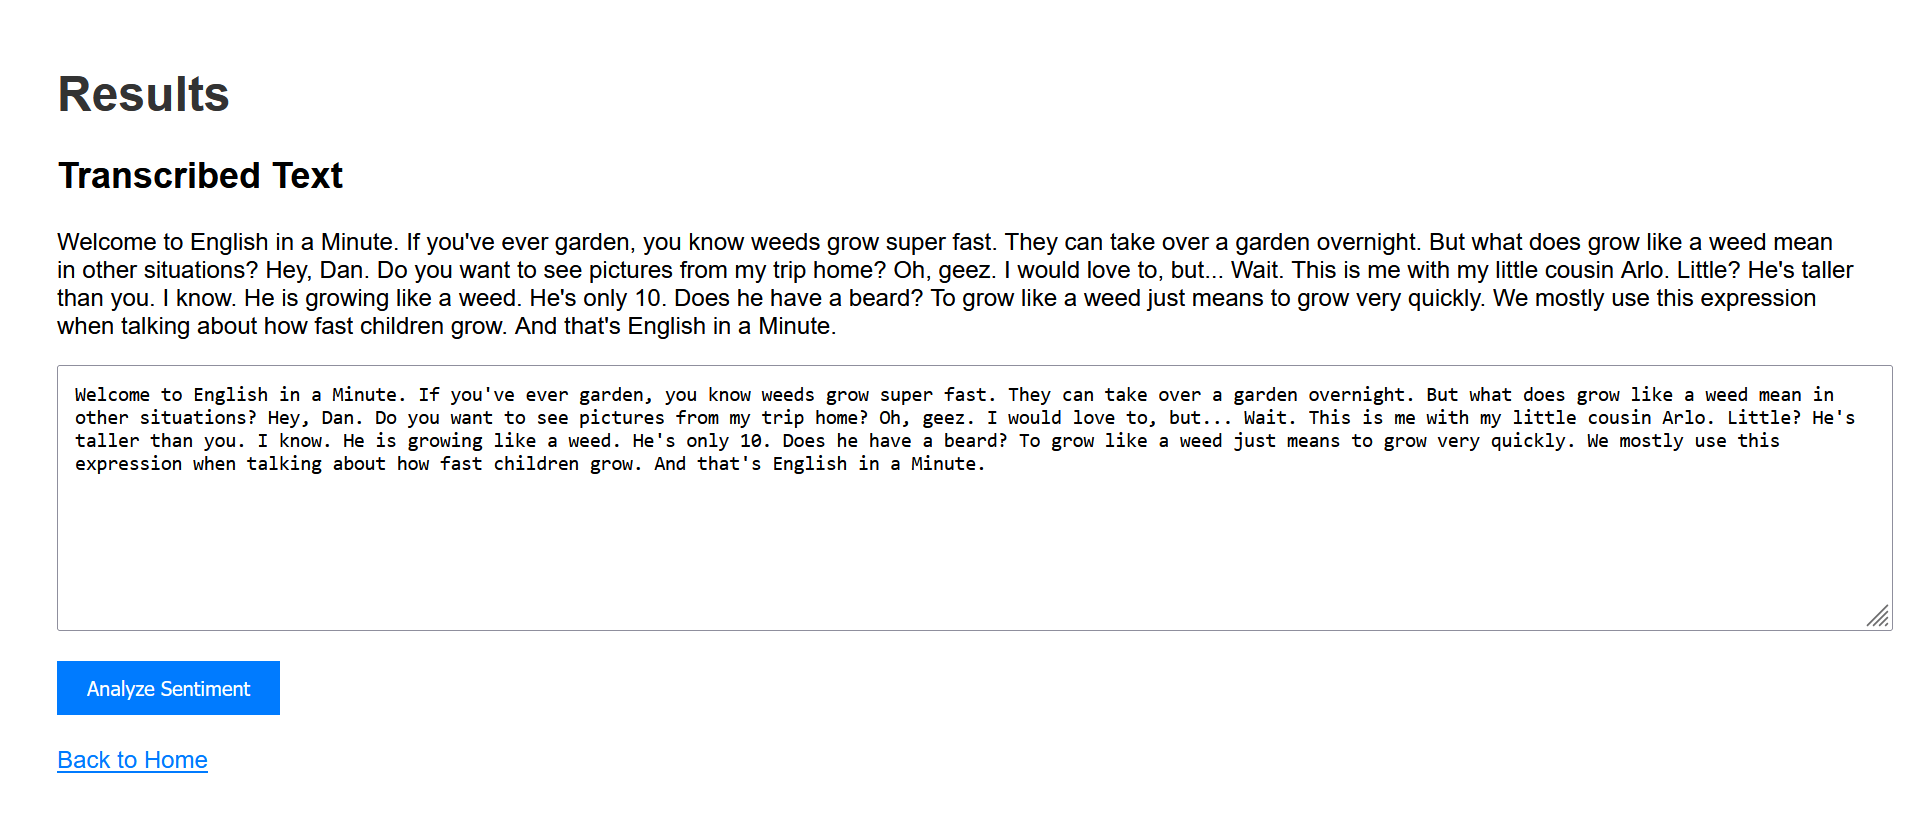 Results
Transcribed Text
Welcome to English in a Minute. If you've ever garden, you know weeds grow super fast. They can take over a garden overnight. But what does grow like a weed mean
in other situations? Hey, Dan. Do you want to see pictures from my trip home? Oh, geez. I would love to, but... Wait. This is me with my little cousin Arlo. Little? He's taller
than you. I know. He is growing like a weed. He's only 10. Does he have a beard? To grow like a weed just means to grow very quickly. We mostly use this expression
when talking about how fast children grow. And that's English in a Minute.
Welcome to English in a Minute. If you've ever garden, you know weeds grow super fast. They can take over a garden overnight. But what does grow like a weed mean in
other situations? Hey, Dan. Do you want to see pictures from my trip home? Oh, geez. I would love to, but... Wait. This is me with my little cousin Arlo. Little? He's
taller than you. I know. He is growing like a weed. He's only 10. Does he have a beard? To grow like a weed just means to grow very quickly. We mostly use this
expression when talking about how fast children grow. And that's English in a Minute.
Analyze Sentiment
Back to Home